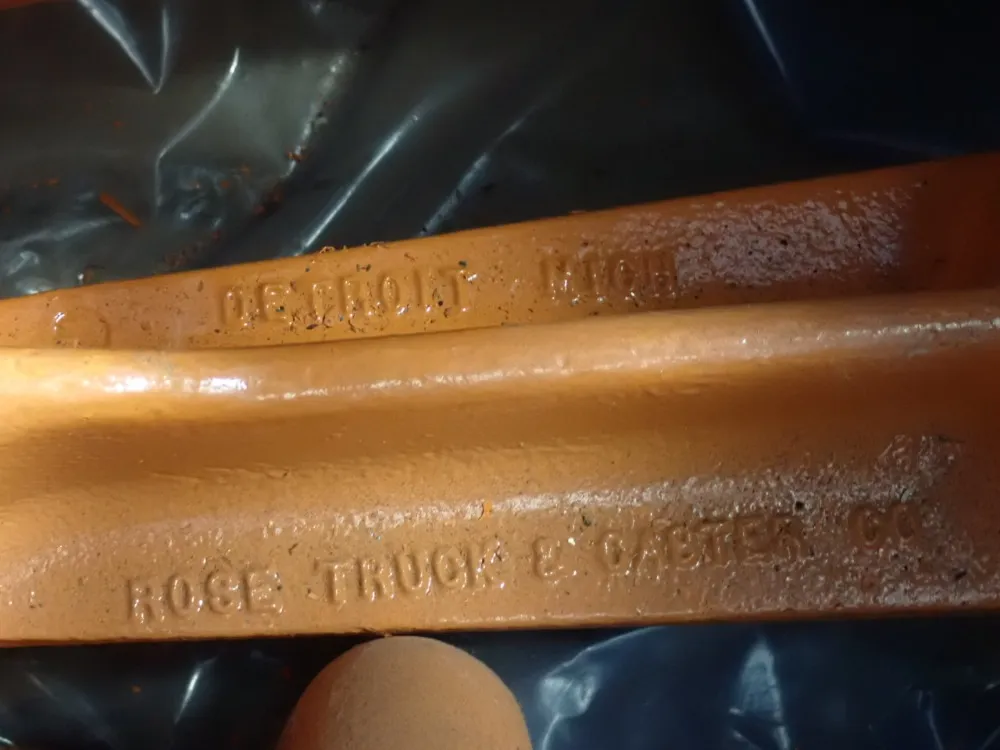 DETROIT MICH
ROSE TRUCK & CASTER CO